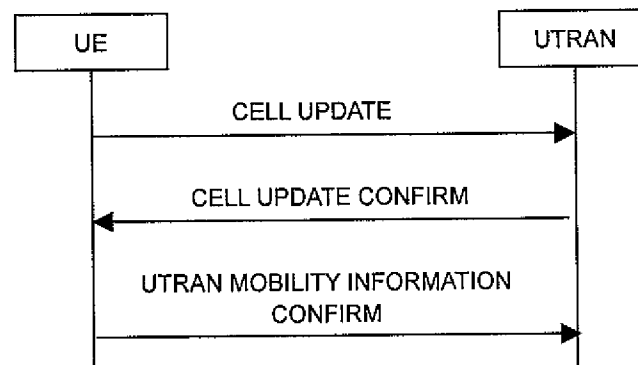 UE
UTRAN
CELL UPDATE
CELL UPDATE CONFIRM
UTRAN MOBILITY INFORMATION
CONFIRM